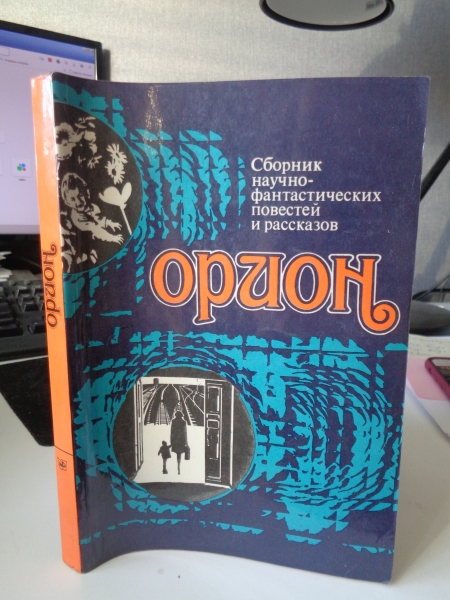 Сборник
научно-
фантастических
повестей
и рассказов
орион
орион